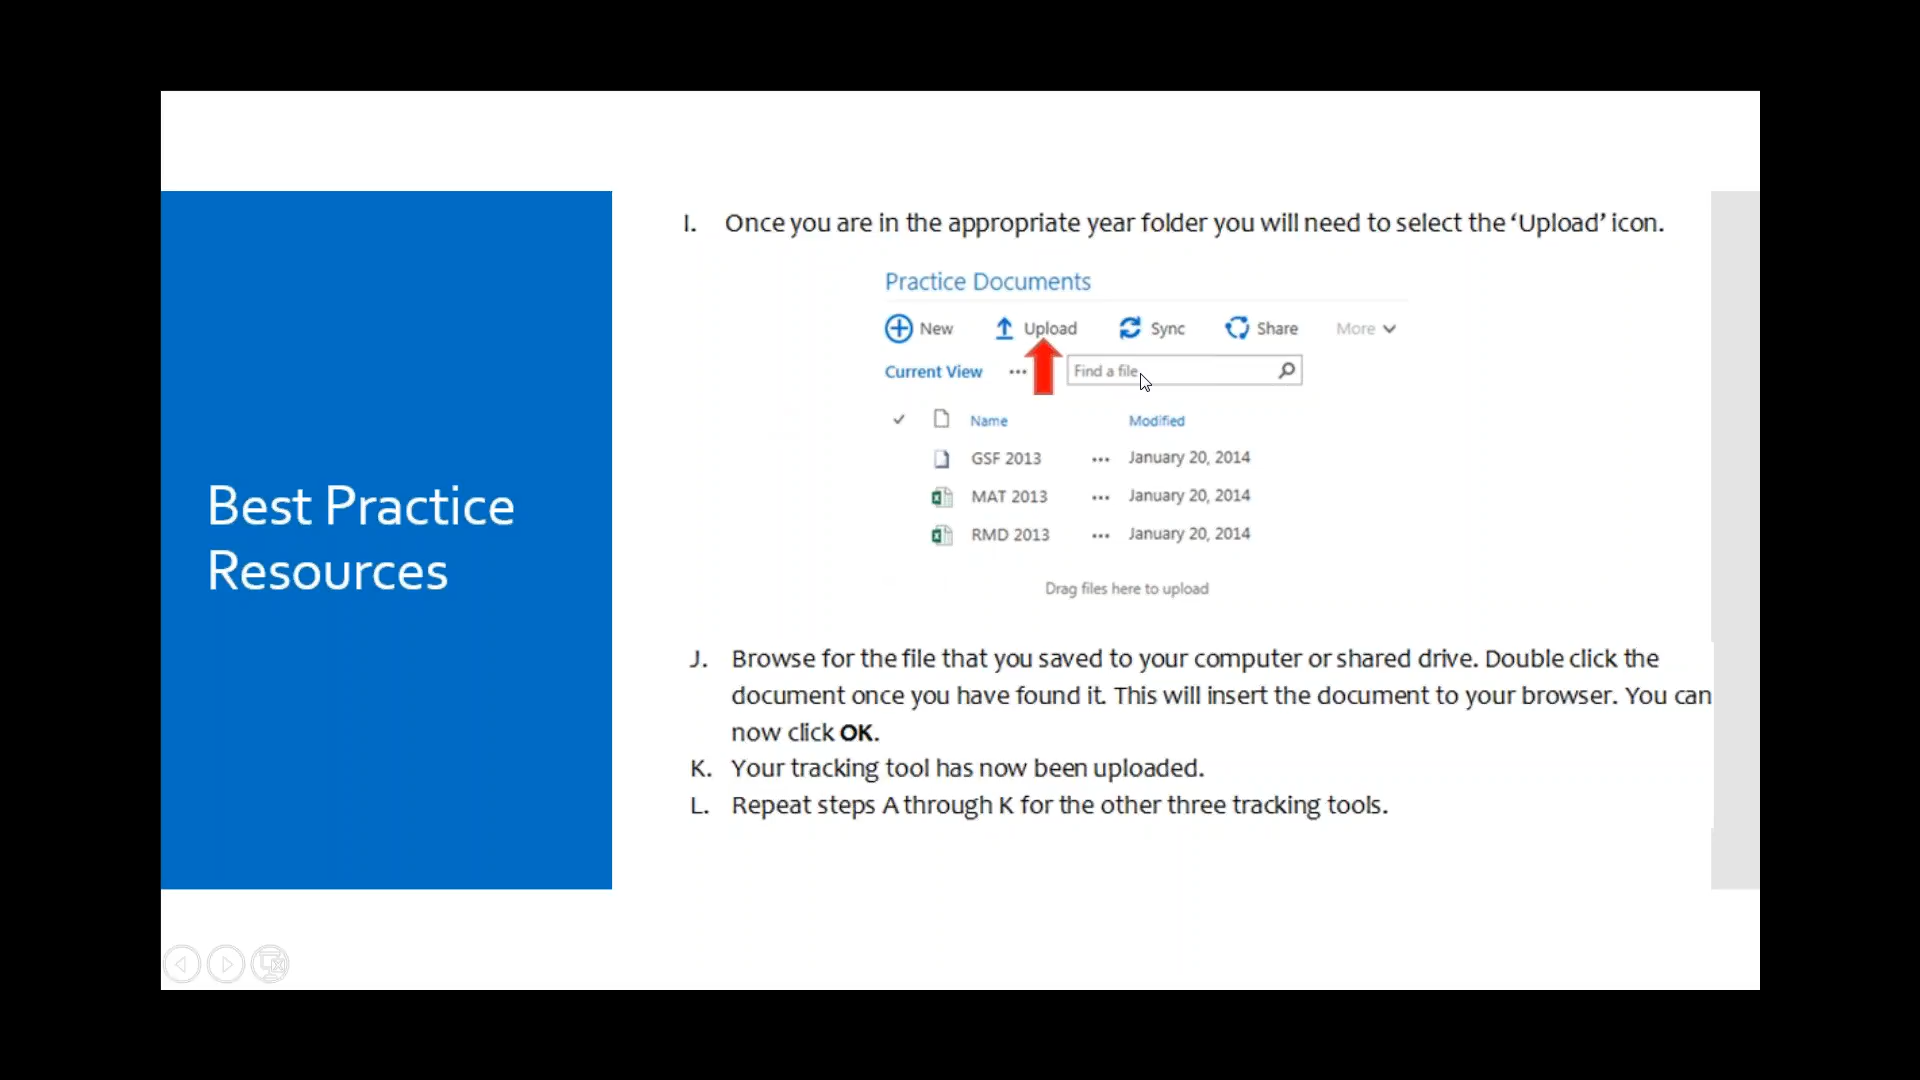 Best Practice
Resources
I. Once you are in the appropriate year folder you will need to select the ‘Upload’ icon.
Practice Documents
New Upload Sync Share More
Current View ... Find a file
Name Modified
GSF 2013 ... January 20, 2014
MAT 2013 ... January 20, 2014
RMD 2013 ... January 20, 2014
Drag files here to upload
J. Browse for the file that you saved to your computer or shared drive. Double click the
document once you have found it. This will insert the document to your browser. You can
now click OK.
K. Your tracking tool has now been uploaded.
L. Repeat steps A through K for the other three tracking tools.